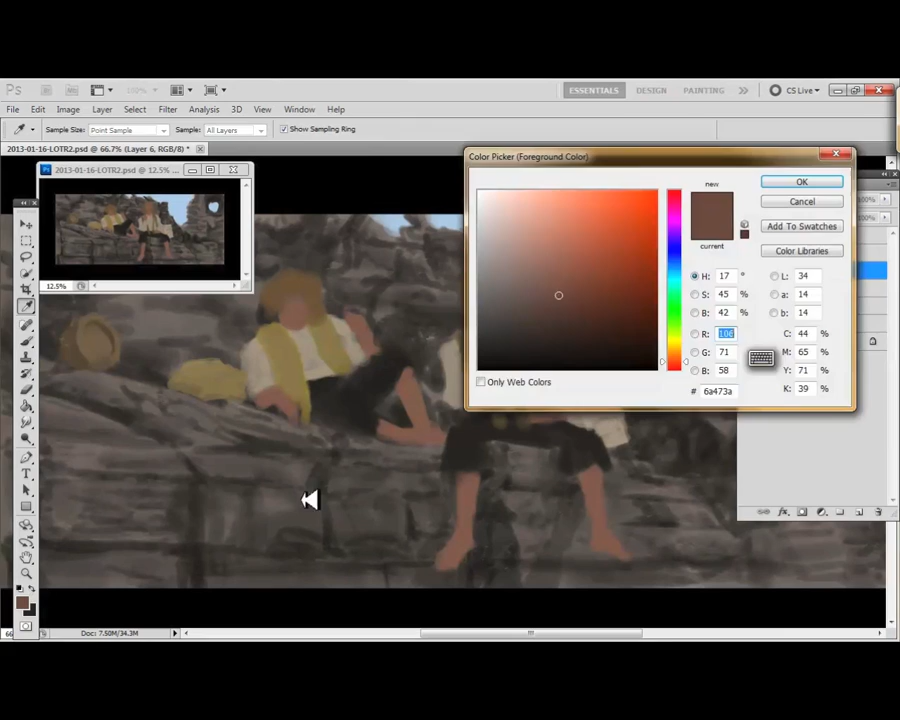 Ps 100% ESSENTIALS DESIGN PAINTING CS Live
File Edit Image Layer Select Filter Analysis 3D View Window Help
Sample Size: Point Sample Sample: All Layers Show Sampling Ring
2013-01-16-LOTR2.psd @ 66.7% (Layer 6, RGB/8) *
2013-01-16-LOTR2.psd @ 12.5% ...
12.5%
Color Picker (Foreground Color)
new
current
OK
Cancel
Add To Swatches
Color Libraries
H: 17 °
S: 45 %
B: 42 %
R: 106
G: 71
B: 58
# 6a473a
L: 34
a: 14
b: 14
C: 44 %
M: 65 %
Y: 71 %
K: 39 %
Only Web Colors
T
fx
Doc: 7.50M/34.3M